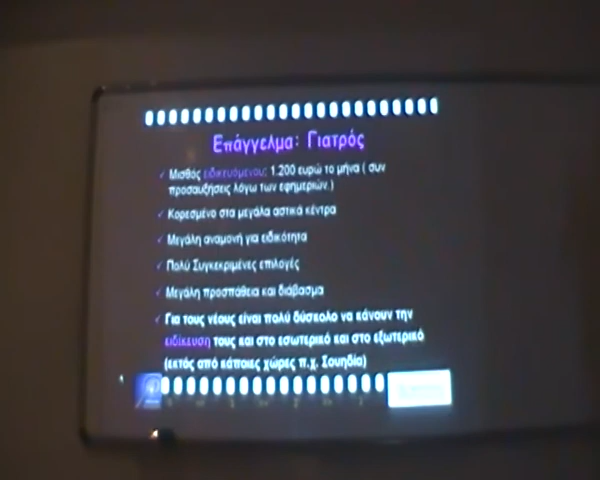 Επάγγελμα: Γιατρός
✓ Μισθός ειδικευόμενου: 1.200 ευρώ το μήνα ( συν
προσαυξήσεις λόγω των εφημεριών.)
✓ Κορεσμένο στα μεγάλα αστικά κέντρα
✓ Μεγάλη αναμονή για ειδικότητα
✓ Πολύ Συγκεκριμένες επιλογές
✓ Μεγάλη προσπάθεια και διάβασμα
✓ Για τους νέους είναι πολύ δύσκολο να κάνουν την
ειδίκευση τους και στο εσωτερικό και στο εξωτερικό
(εκτός από κάποιες χώρες π.χ. Σουηδία)